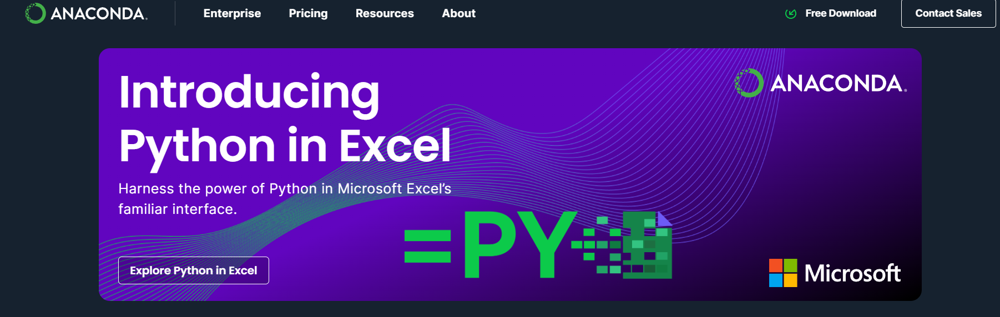 ANACONDA
Enterprise
Pricing
Resources
About
Free Download
Contact Sales
Introducing
Python in Excel
Harness the power of Python in Microsoft Excel's
familiar interface.
Explore Python in Excel
ANACONDA
=PY
Microsoft